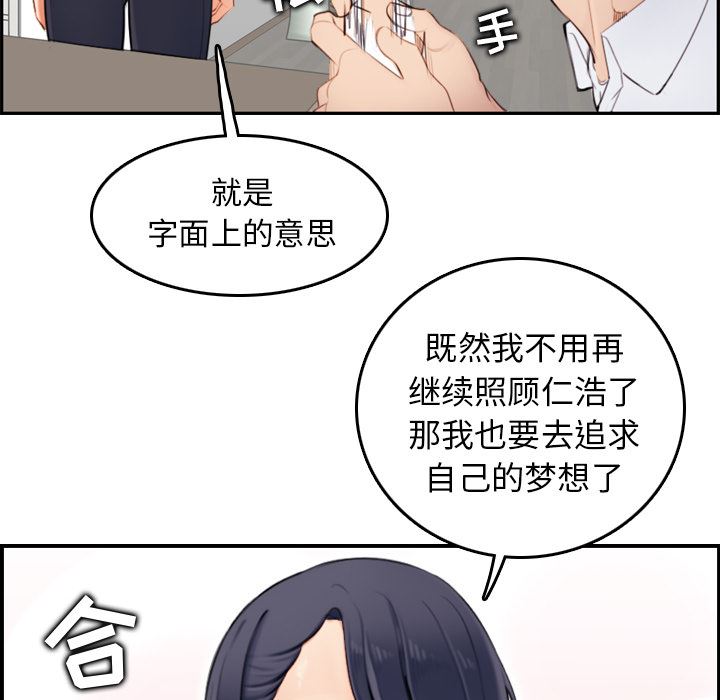 手
就是
字面上的意思
既然我不用再
继续照顾仁浩了
那我也要去追求
自己的梦想了
合